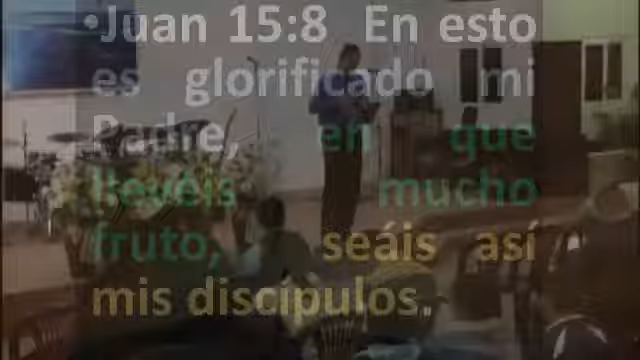 •Juan 15:8 En esto
es glorificado mi
Padre, en que
llevéis mucho
fruto, seáis así
mis discípulos.